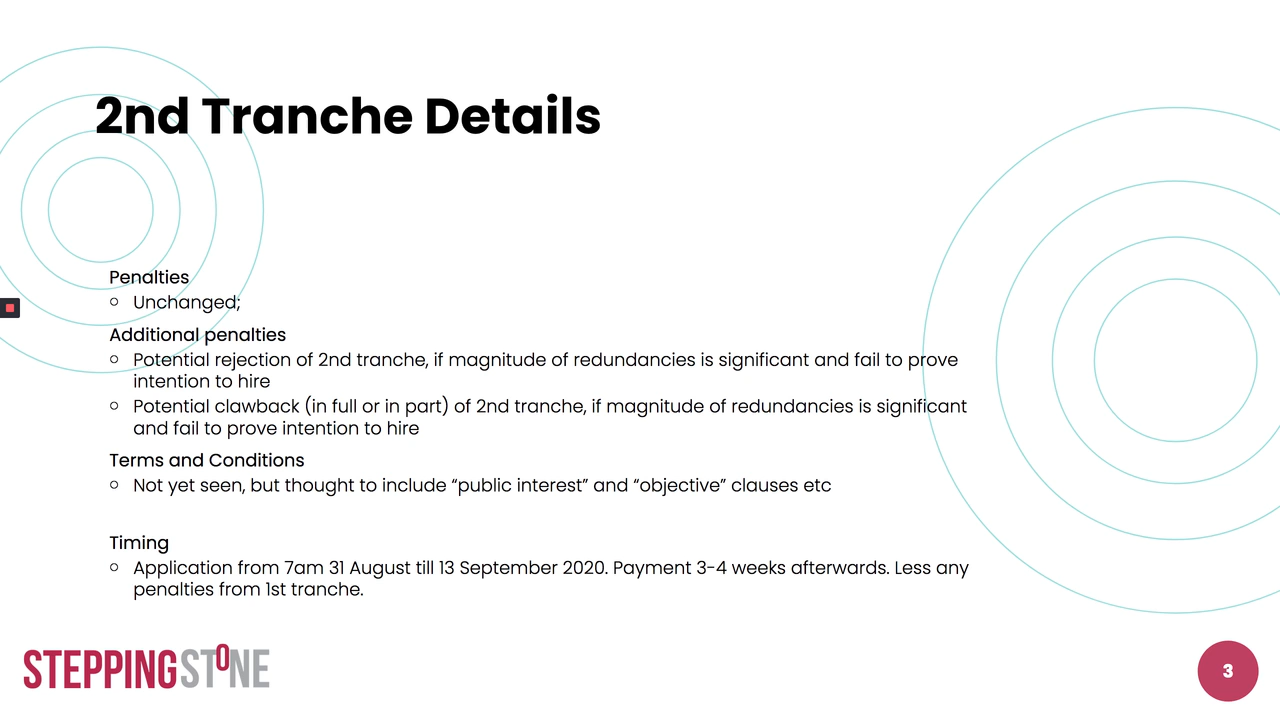 2nd Tranche Details
Penalties
○ Unchanged;
Additional penalties
○ Potential rejection of 2nd tranche, if magnitude of redundancies is significant and fail to prove
intention to hire
○ Potential clawback (in full or in part) of 2nd tranche, if magnitude of redundancies is significant
and fail to prove intention to hire
Terms and Conditions
○ Not yet seen, but thought to include “public interest” and “objective” clauses etc
Timing
○ Application from 7am 31 August till 13 September 2020. Payment 3-4 weeks afterwards. Less any
penalties from 1st tranche.
STEPPINGSTONE
3